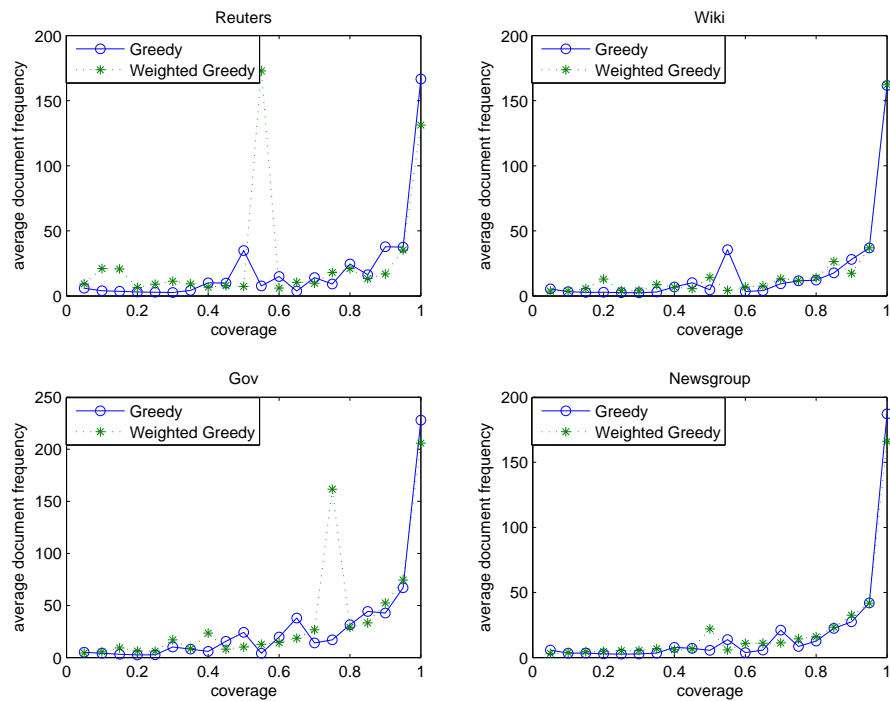 Reuters
200
150
100
50
0
0 0.2 0.4 0.6 0.8 1
average document frequency
coverage
Greedy
Weighted Greedy
Wiki
200
150
100
50
0
0 0.2 0.4 0.6 0.8 1
average document frequency
coverage
Greedy
Weighted Greedy
Gov
250
200
150
100
50
0
0 0.2 0.4 0.6 0.8 1
average document frequency
coverage
Greedy
Weighted Greedy
Newsgroup
200
150
100
50
0
0 0.2 0.4 0.6 0.8 1
average document frequency
coverage
Greedy
Weighted Greedy